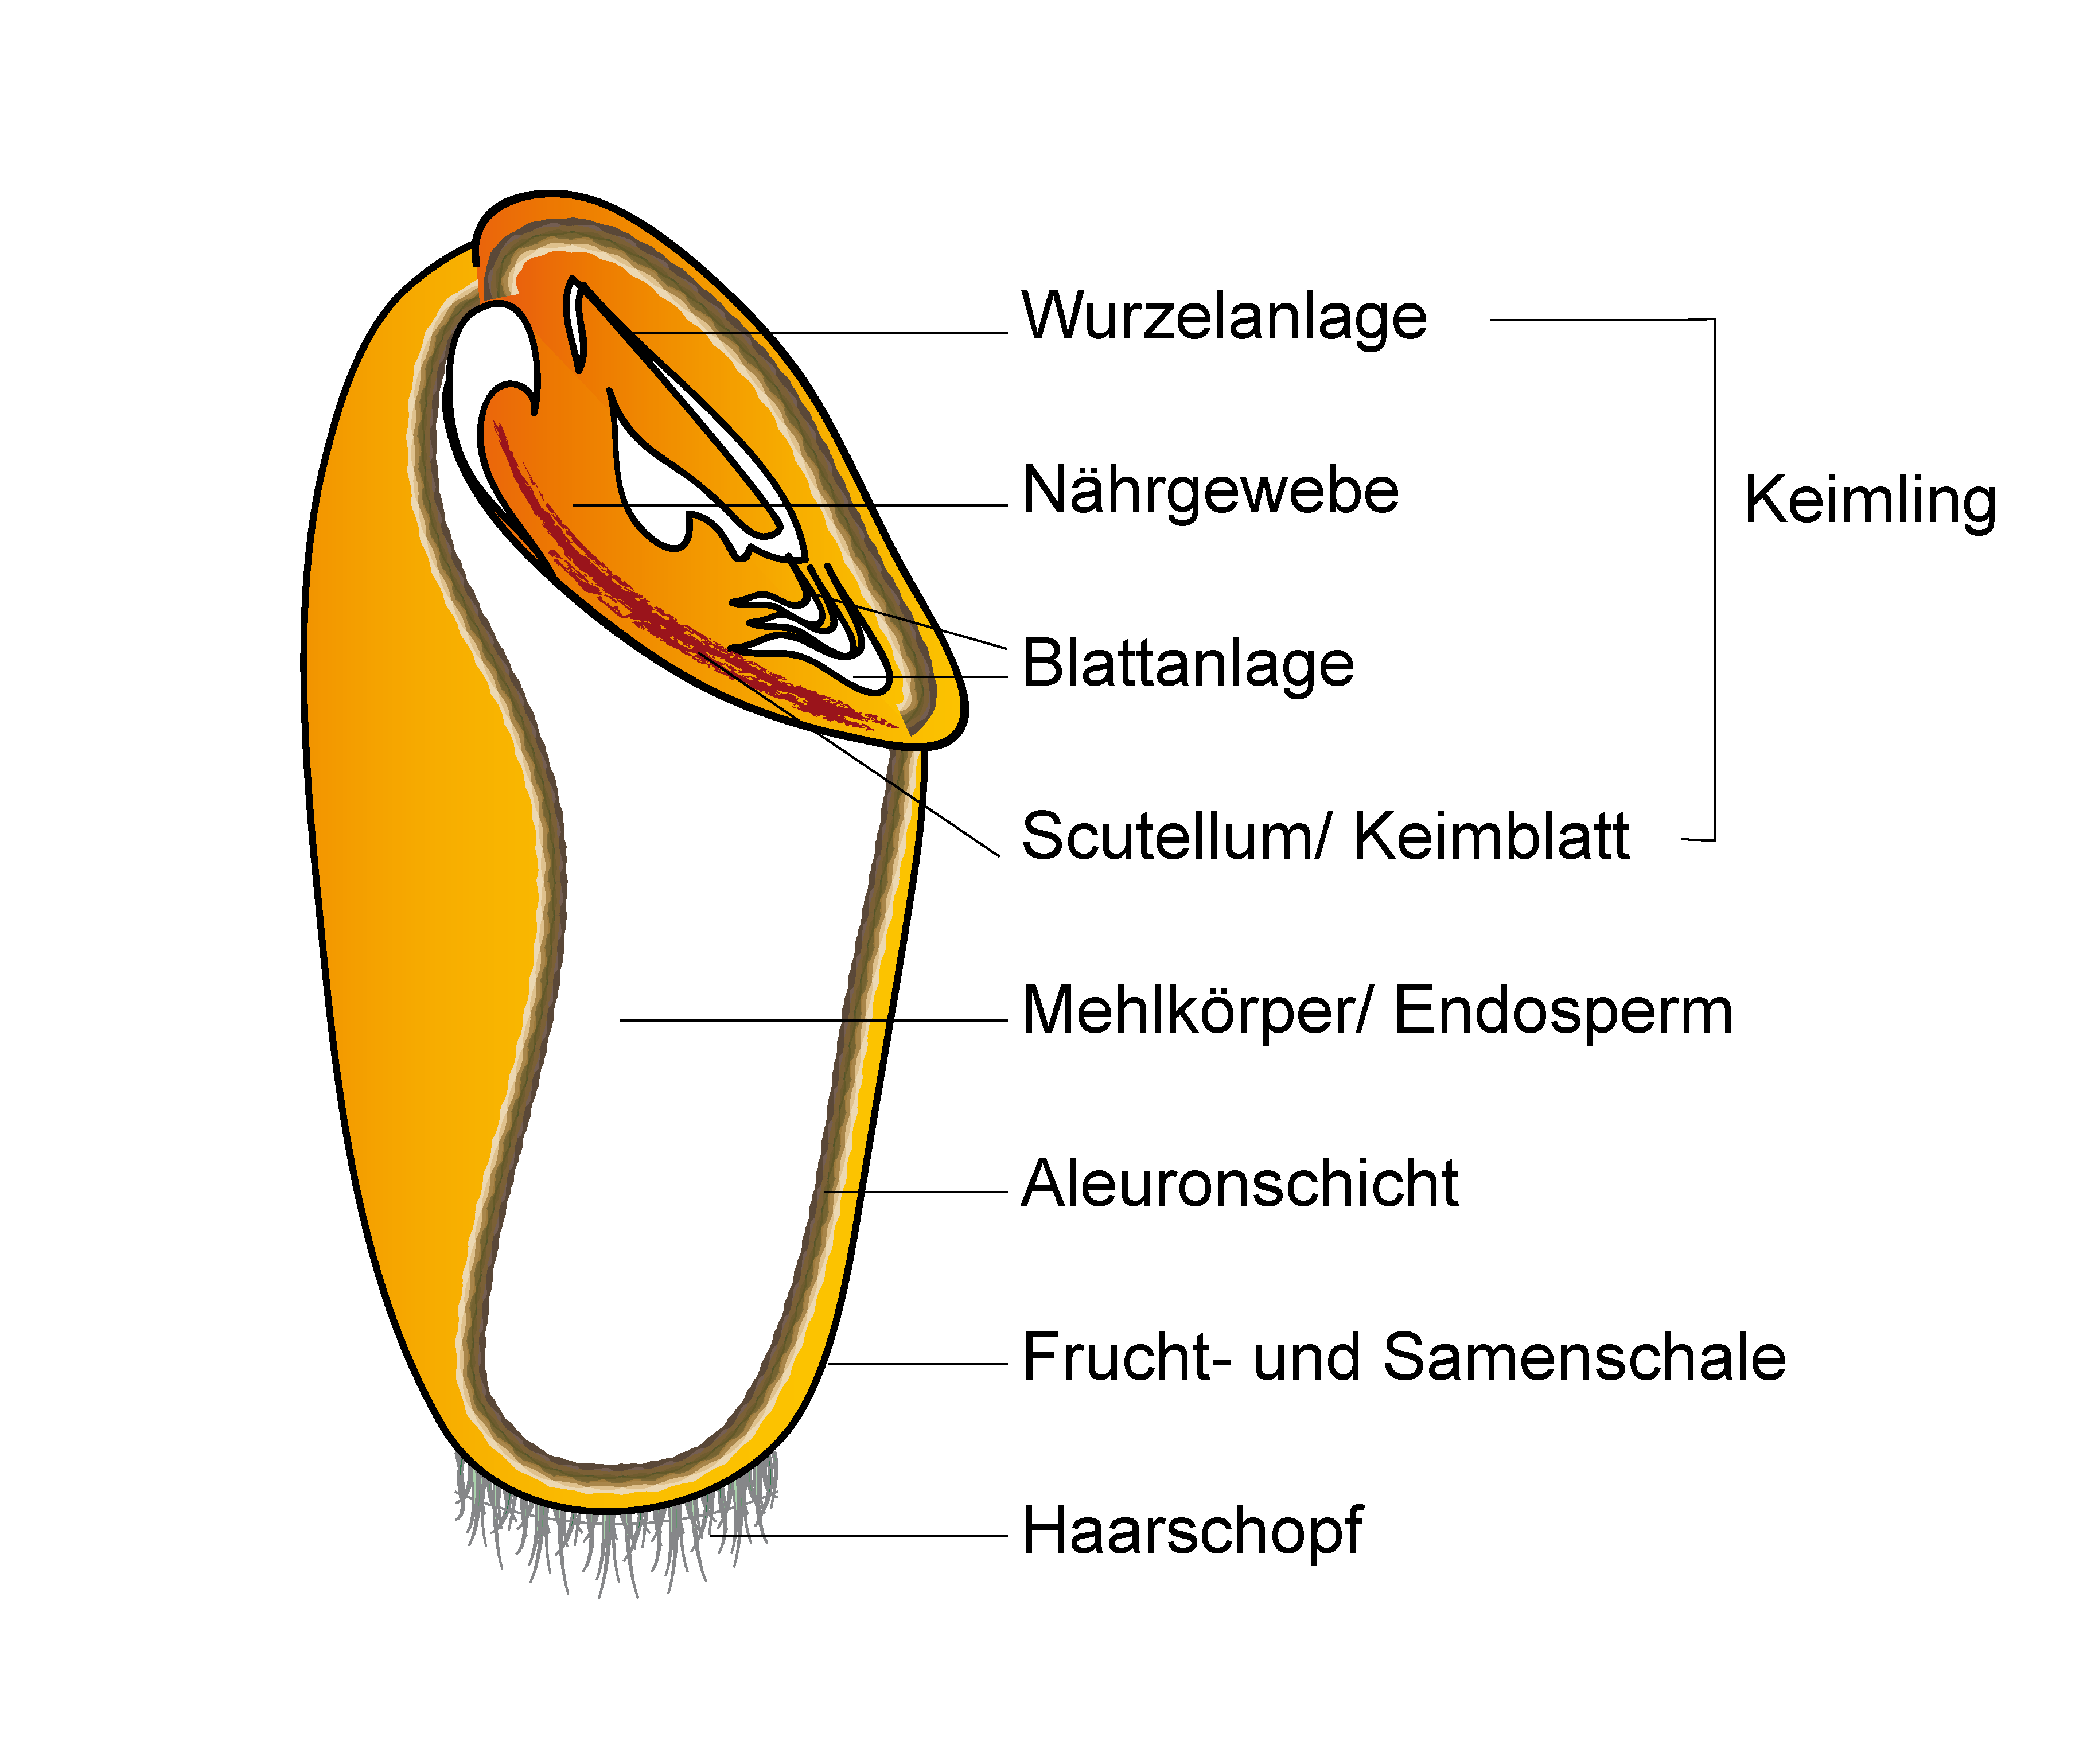 Wurzelanlage
Nährgewebe
Keimling
Blattanlage
Scutellum/ Keimblatt
Mehlkörper/ Endosperm
Aleuronschicht
Frucht- und Samenschale
Haarschopf